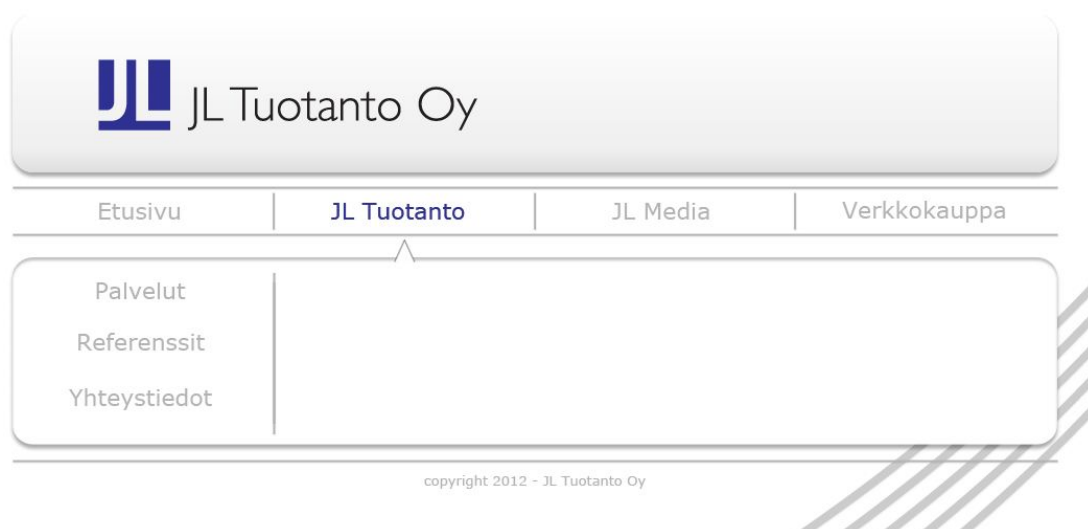 JL JL Tuotanto Oy
Etusivu JL Tuotanto JL Media Verkkokauppa
Palvelut
Referenssit
Yhteystiedot
copyright 2012 - JL Tuotanto Oy